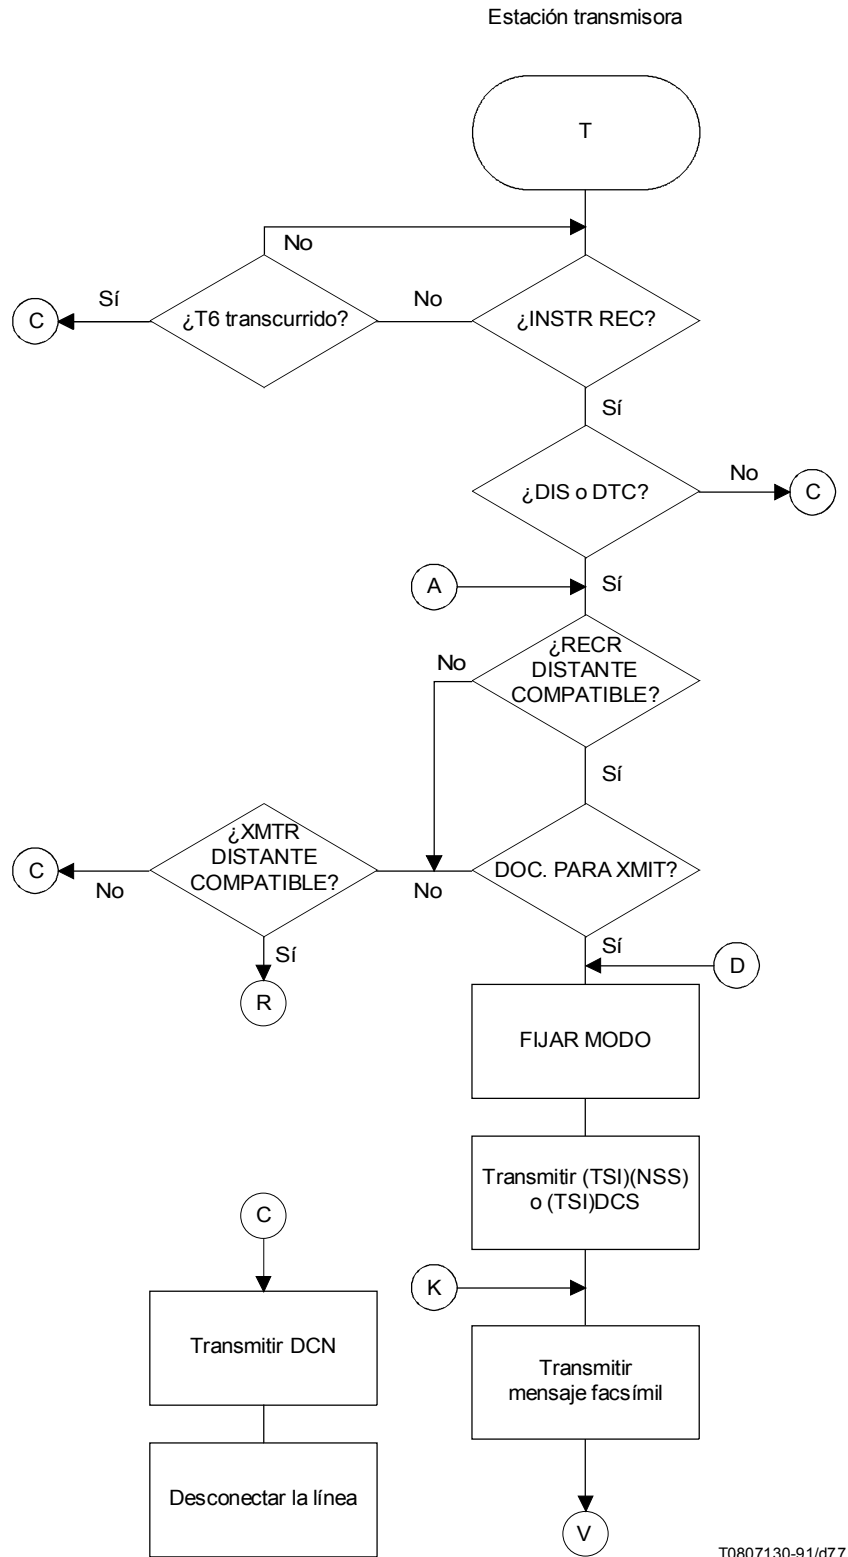 Estación transmisora
T
No
C
Sí
¿T6 transcurrido?
No
¿INSTR REC?
Sí
¿DIS o DTC?
No
C
A
Sí
No
¿RECR
DISTANTE
COMPATIBLE?
Sí
C
No
¿XMTR
DISTANTE
COMPATIBLE?
No
DOC. PARA XMIT?
Sí
R
Sí
D
FIJAR MODO
Transmitir (TSI)(NSS)
o (TSI)DCS
C
K
Transmitir DCN
Transmitir
mensaje facsímil
Desconectar la línea
V
T0807130-91/d77